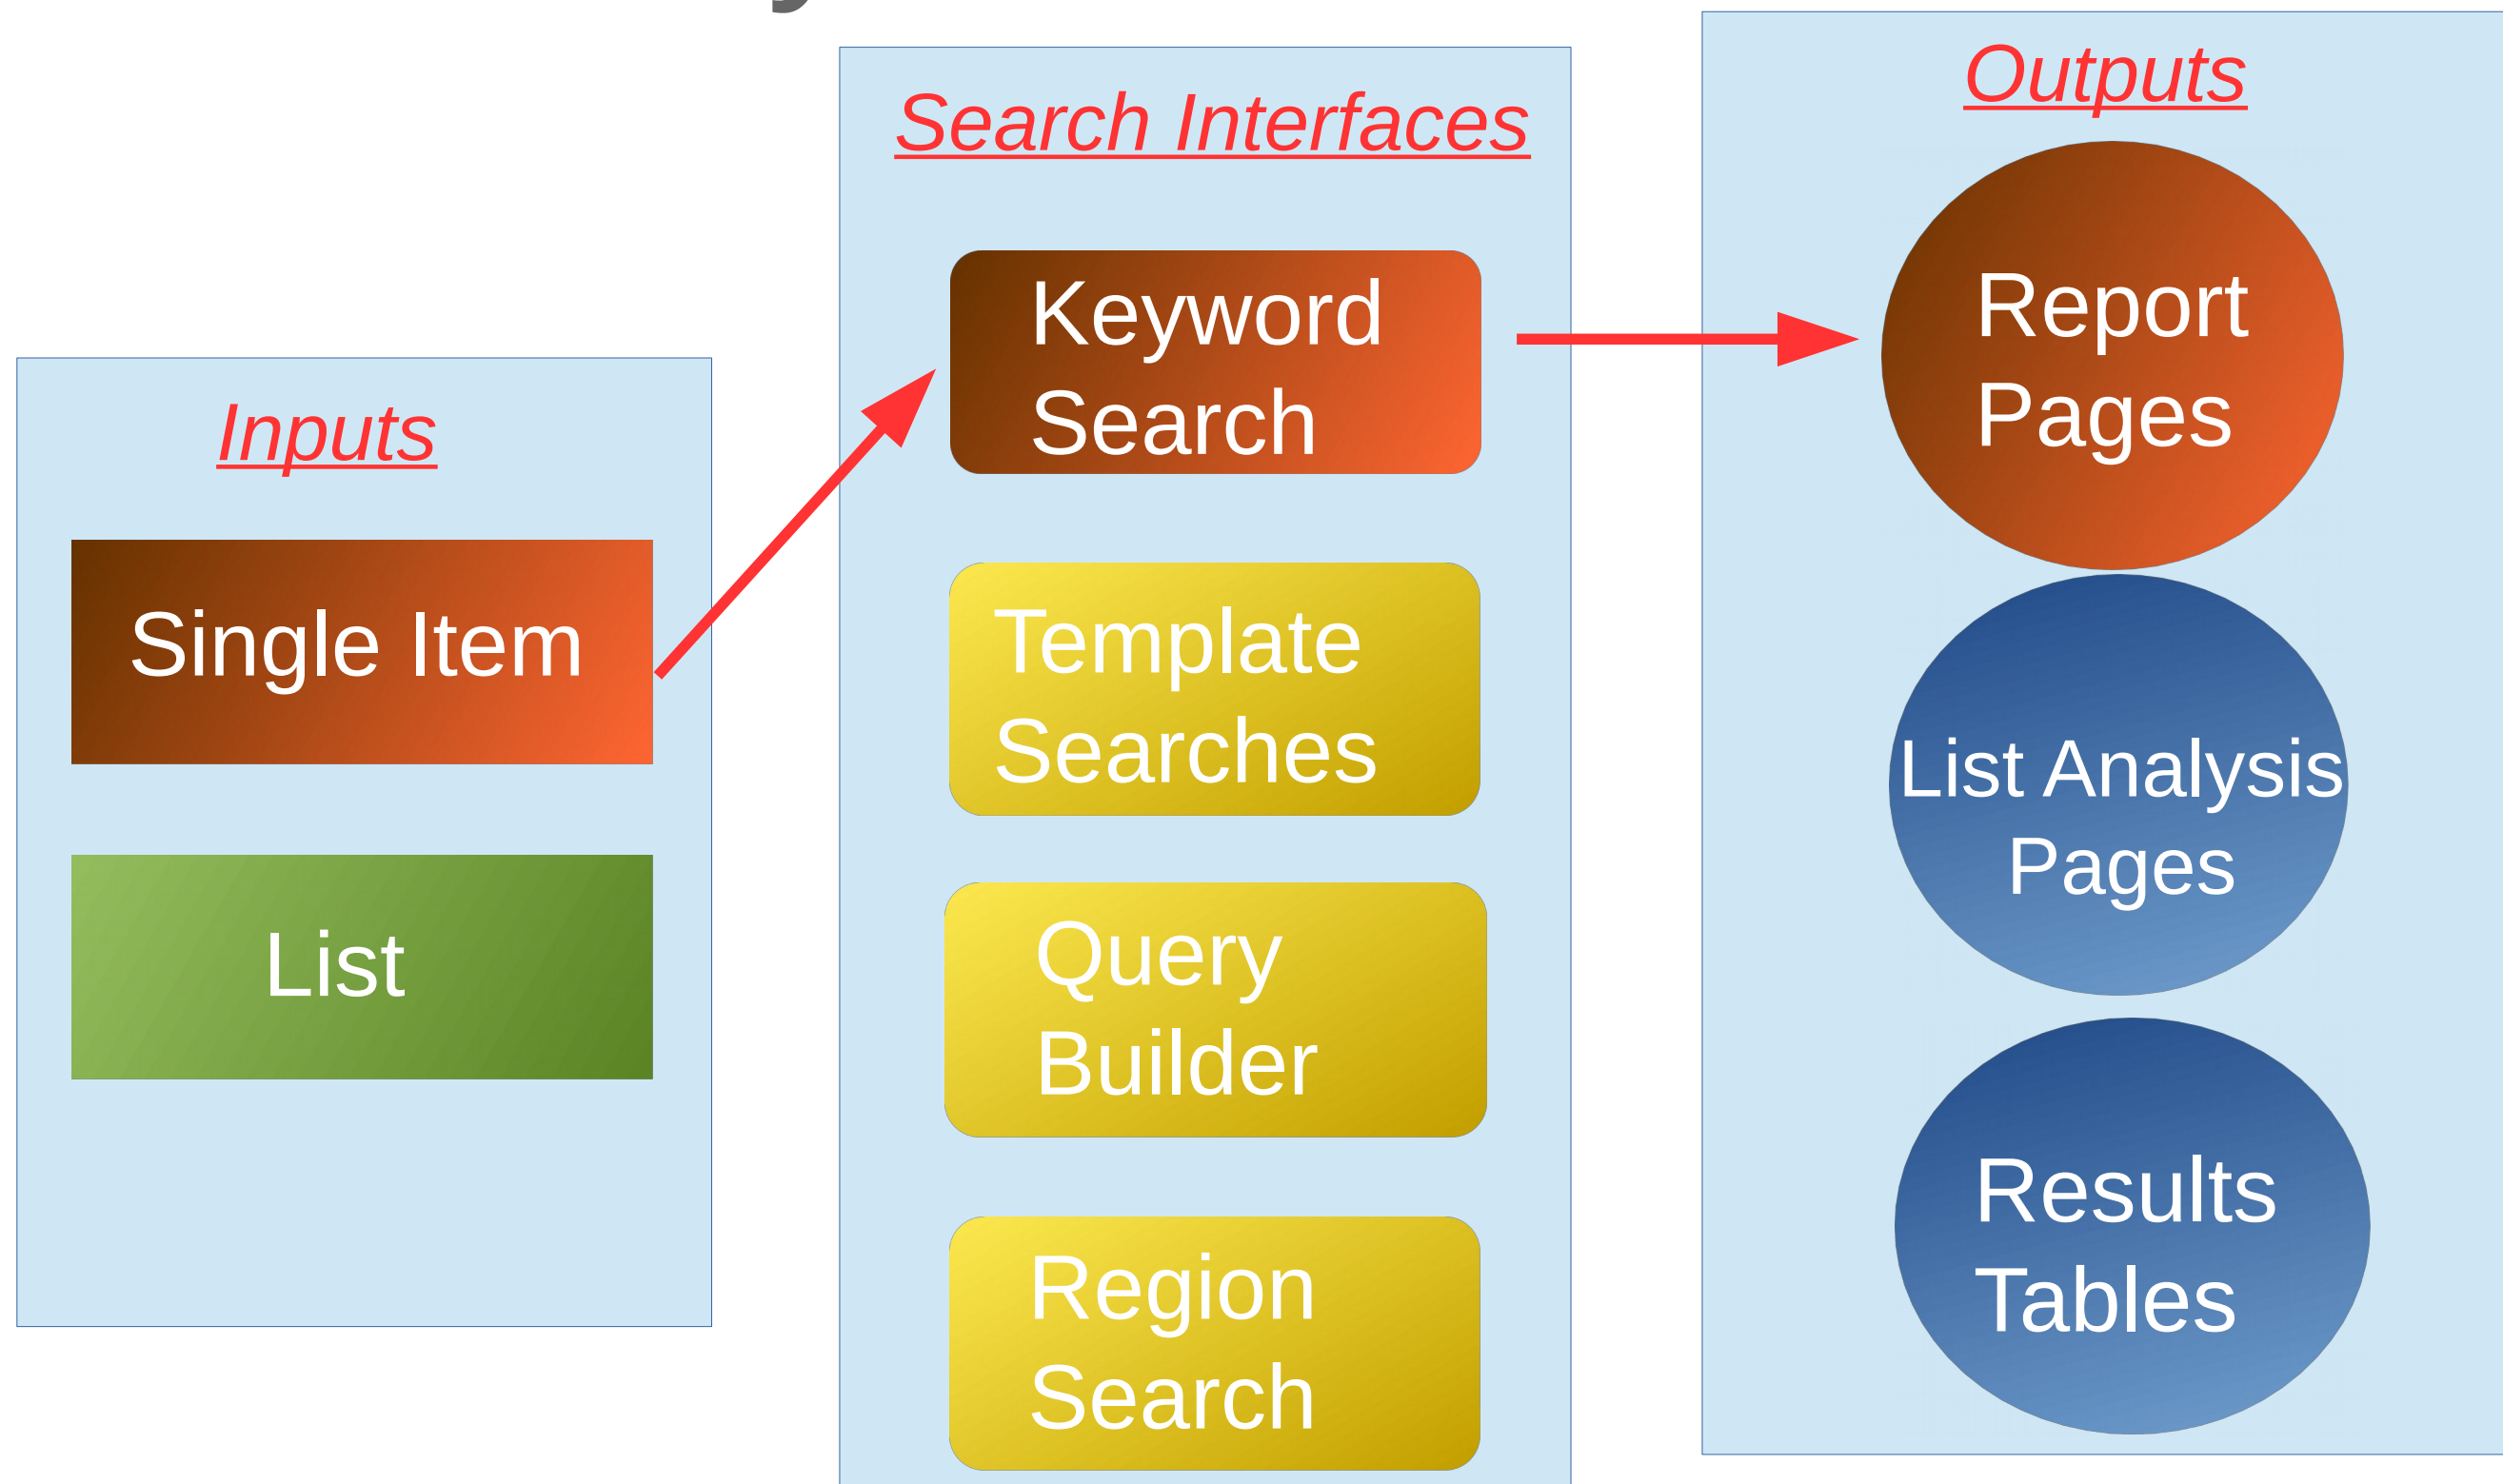 Inputs
Single Item
List
Search Interfaces
Keyword
Search
Template
Searches
Query
Builder
Region
Search
Outputs
Report
Pages
List Analysis
Pages
Results
Tables